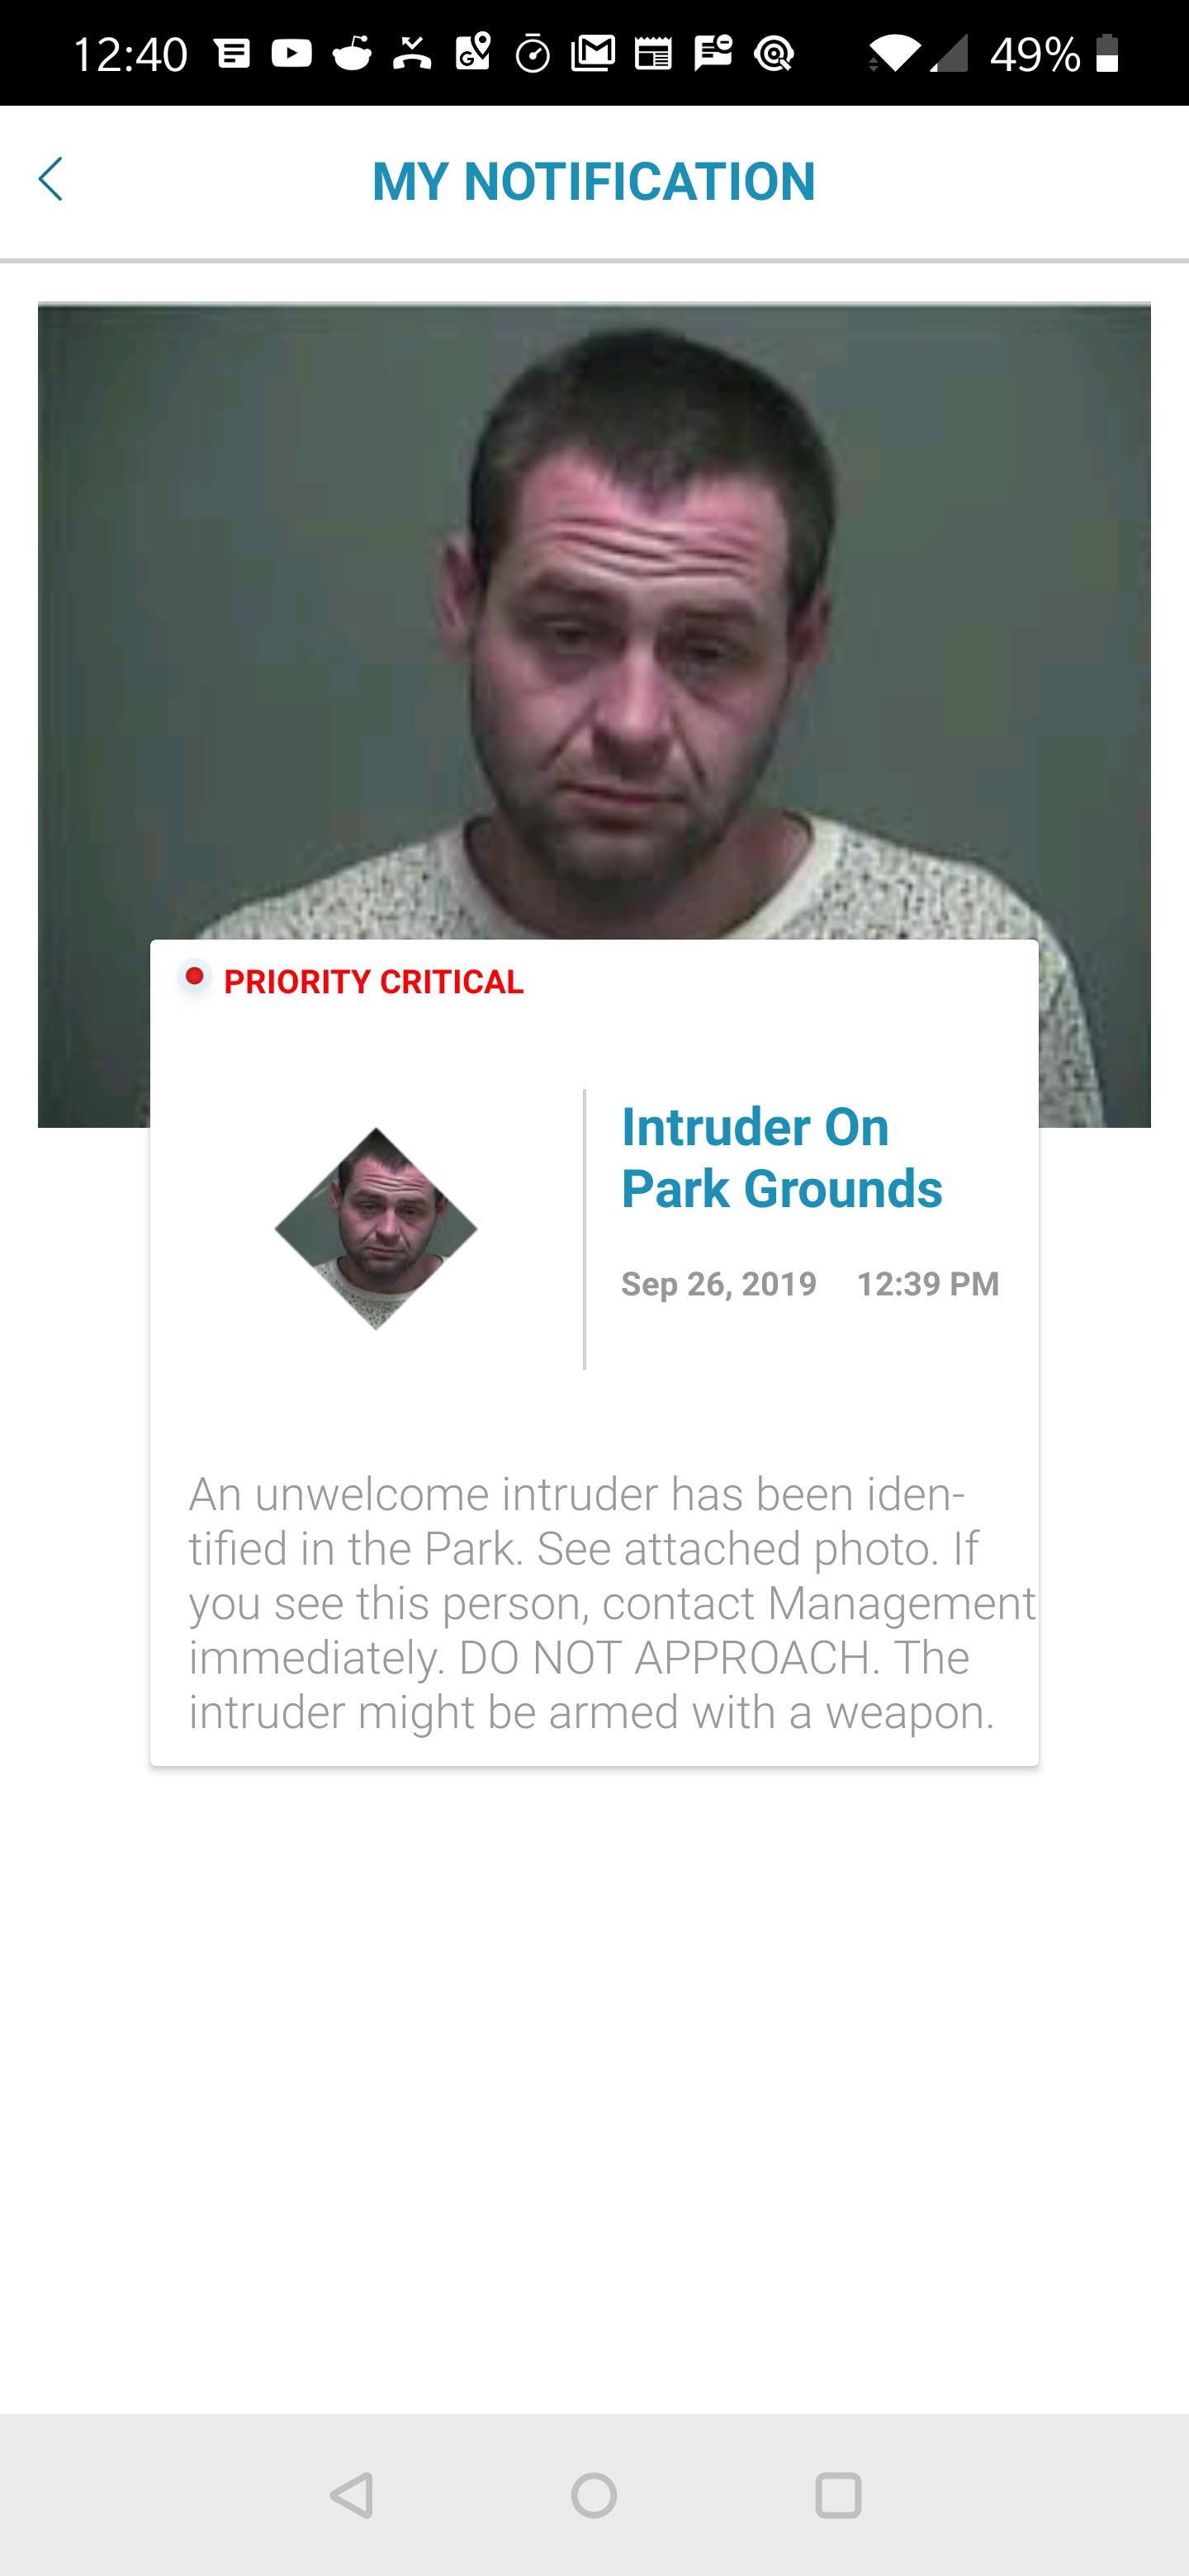 12:40 49%
MY NOTIFICATION
PRIORITY CRITICAL
Intruder On
Park Grounds
Sep 26, 2019 12:39 PM
An unwelcome intruder has been iden-
tified in the Park. See attached photo. If
you see this person, contact Management
immediately. DO NOT APPROACH. The
intruder might be armed with a weapon.